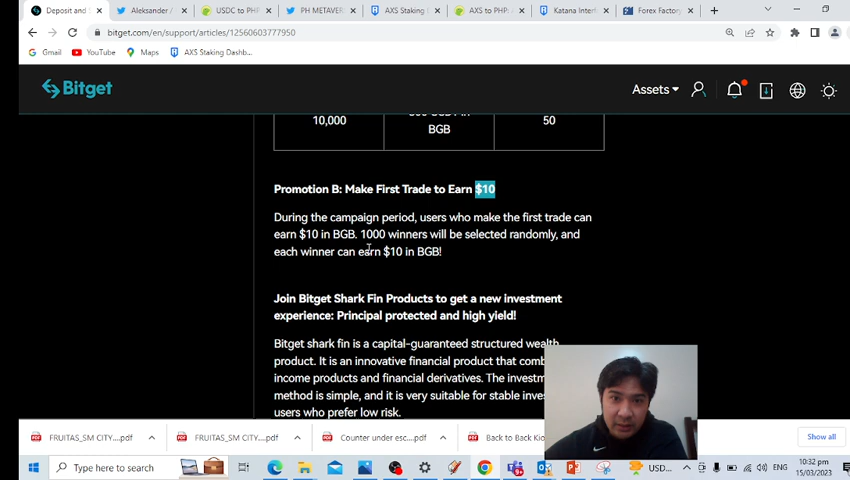 Deposit and S
Aleksander /
USDC to PHP
PH METAVER
AXS Staking
AXS to PHP:
Katana Inter
Forex Factory
bitget.com/en/support/articles/12560603777950
Gmail
YouTube
Maps
AXS Staking Dashb...
Bitget
Assets
10,000
BGB
50
Promotion B: Make First Trade to Earn $10
During the campaign period, users who make the first trade can
earn $10 in BGB. 1000 winners will be selected randomly, and
each winner can earn $10 in BGB!
Join Bitget Shark Fin Products to get a new investment
experience: Principal protected and high yield!
Bitget shark fin is a capital-guaranteed structured wealth
product. It is an innovative financial product that comb
income products and financial derivatives. The investm
method is simple, and it is very suitable for stable inves
users who prefer low risk.
FRUITAS_SM CITY....pdf
FRUITAS_SM CITY....pdf
Counter under esc....pdf
Back to Back Kio
Show all
Type here to search
USD...
ENG
10:32 pm
15/03/2023